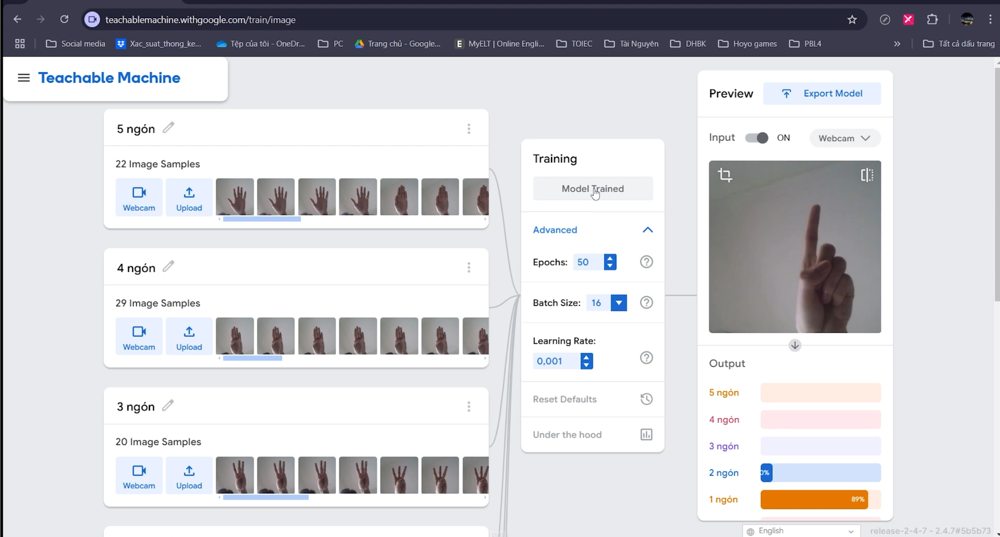 teachablemachine.withgoogle.com/train/image
Social media
Xac_suat_thong_ke...
Tệp của tôi - OneDr...
PC
Trang chủ - Google...
E
MyELT | Online Engli...
TOIEC
Tài Nguyên
DHBK
Hoyo games
PBL4
Tất cả dấu trang
Teachable Machine
5 ngón
22 Image Samples
Webcam
Upload
4 ngón
29 Image Samples
Webcam
Upload
3 ngón
20 Image Samples
Webcam
Upload
Training
Model Trained
Advanced
Epochs: 50
Batch Size: 16
Learning Rate:
0,001
Reset Defaults
Under the hood
Preview
Export Model
Input ON Webcam
Output
5 ngón
4 ngón
3 ngón
2 ngón
1 ngón 89%
English
release-2-4-7 - 2.4.7#5b5b73